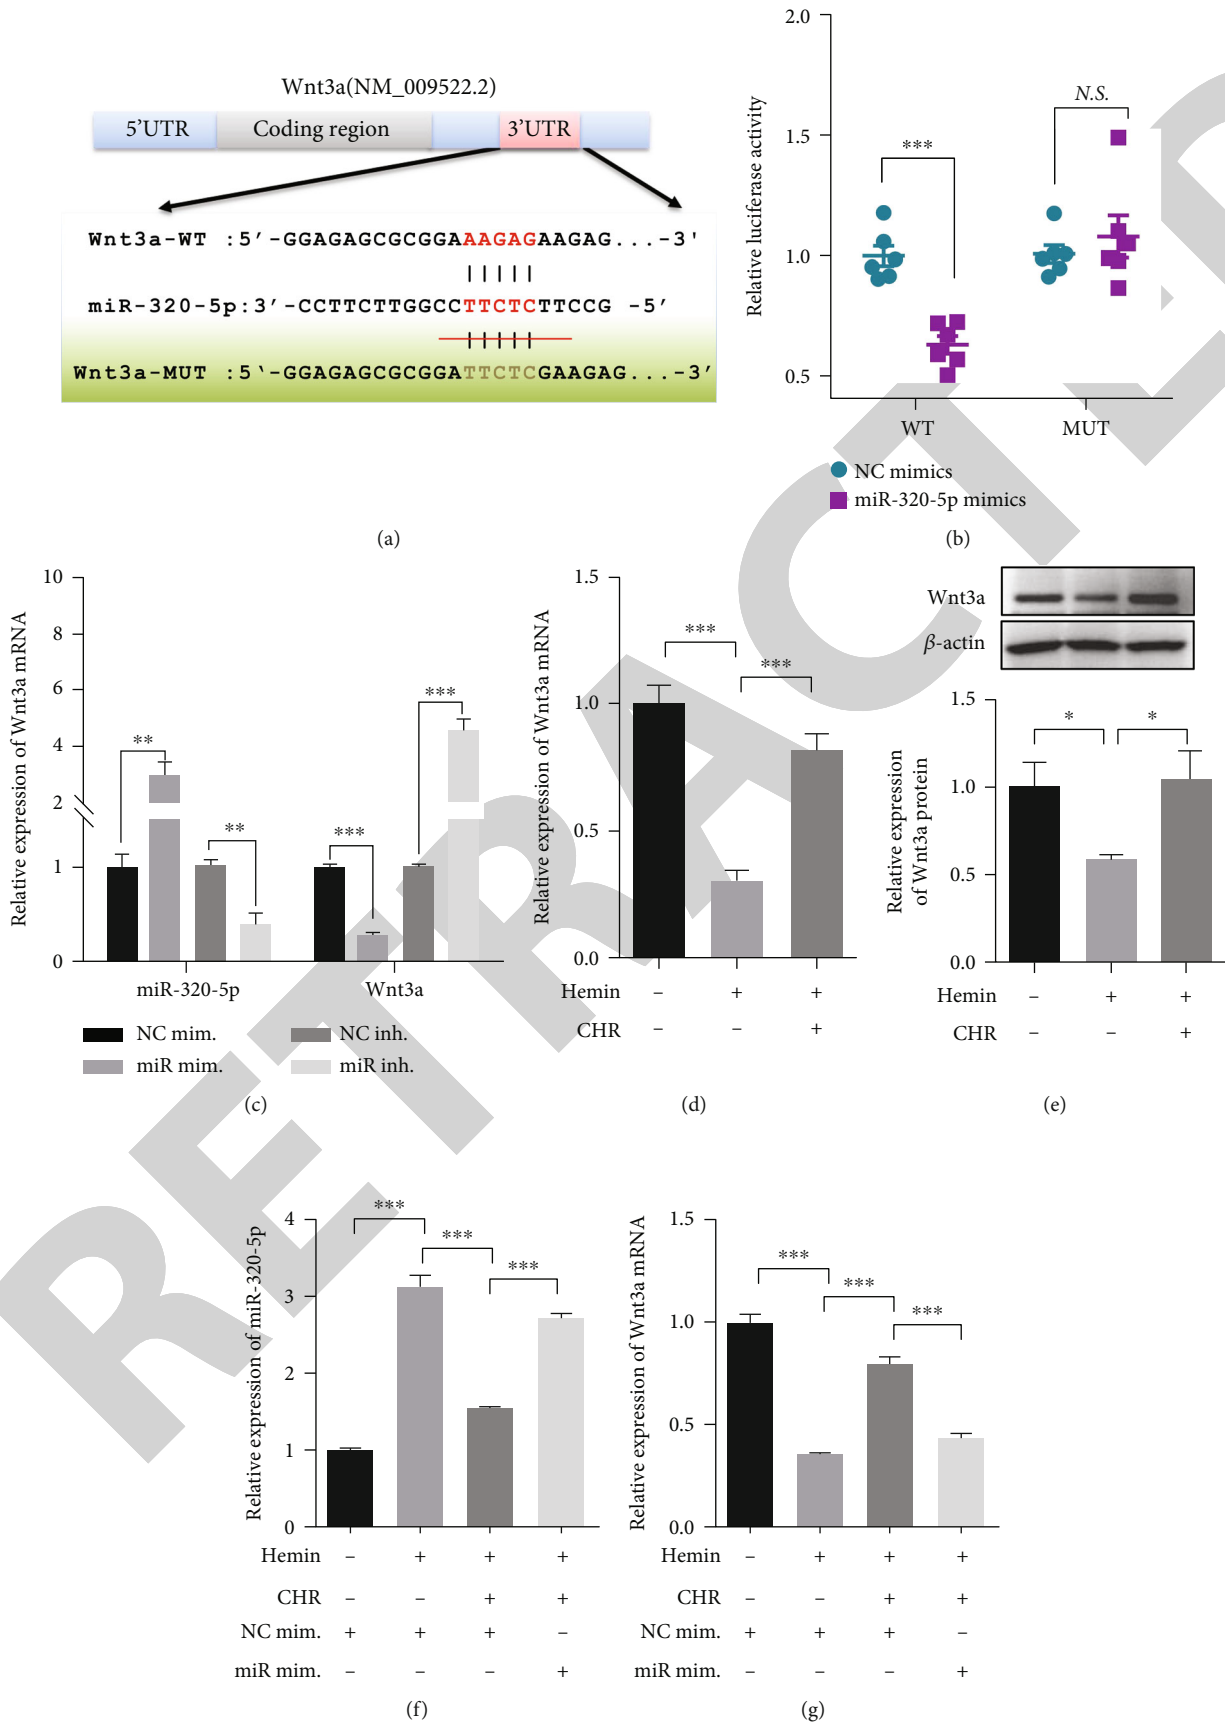 Wnt3a(NM_009522.2)
5'UTR Coding region 3'UTR
Wnt3a-WT :5'-GGAGAGCGCGGAAAGAGAAGAG...-3'
miR-320-5p:3'-CCTTCTTGGCCTTCTCTTCCG -5'
Wnt3a-MUT :5‘-GGAGAGCGCGGATTCTCGAAGAG...-3'
(a)
Relative luciferase activity
2.0
1.5
1.0
0.5
***
N.S.
WT MUT
NC mimics
miR-320-5p mimics
(b)
Relative expression of Wnt3a mRNA
10
8
6
4
2
1
0
**
**
***
***
miR-320-5p Wnt3a
NC mim. NC inh.
miR mim. miR inh.
(c)
Relative expression of Wnt3a mRNA
1.5
1.0
0.5
0.0
***
***
Hemin – + +
CHR – – +
(d)
Wnt3a
β-actin
Relative expression
of Wnt3a protein
1.5
1.0
0.5
0.0
* *
Hemin – + +
CHR – – +
(e)
Relative expression of miR-320-5p
4
3
2
1
0
***
***
***
Hemin – + + +
CHR – – + +
NC mim. + + + –
miR mim. – – – +
(f)
Relative expression of Wnt3a mRNA
1.5
1.0
0.5
0.0
***
***
***
Hemin – + + +
CHR – – + +
NC mim. + + + –
miR mim. – – – +
(g)
RETRACTED